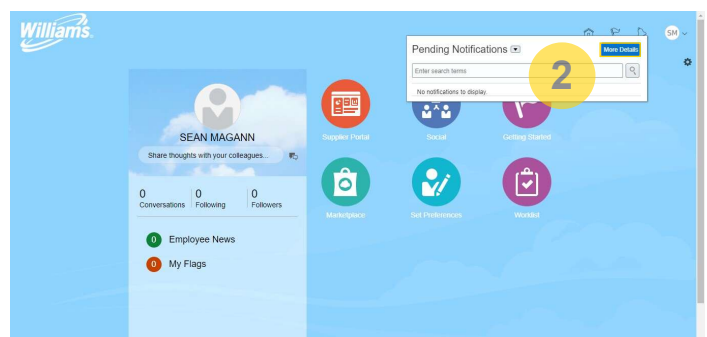 Williams.
SM
Pending Notifications
More Details
Enter search terms
2
No notifications to display.
SEAN MAGANN
Share thoughts with your colleagues...
Supplier Portal
Social
Getting Started
0 0 0
Conversations Following Followers
Marketplace
Set Preferences
Worklist
0 Employee News
0 My Flags